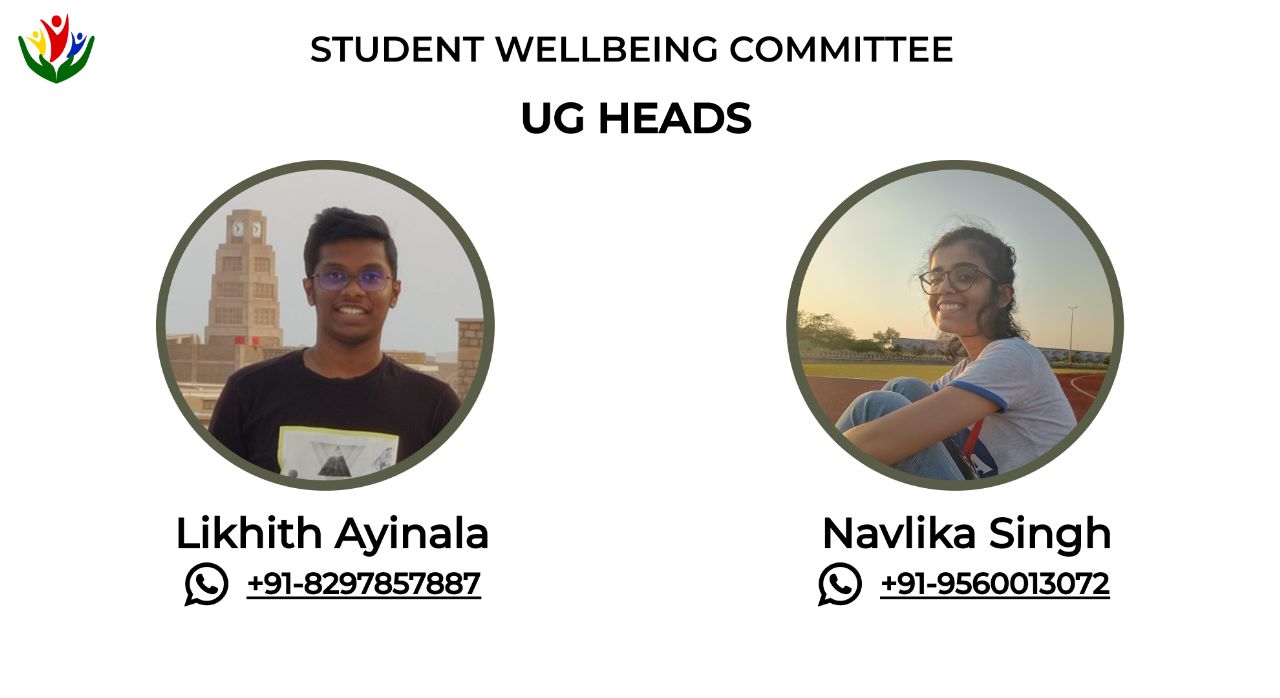 STUDENT WELLBEING COMMITTEE
UG HEADS
Likhith Ayinala
+91-8297857887
Navlika Singh
+91-9560013072